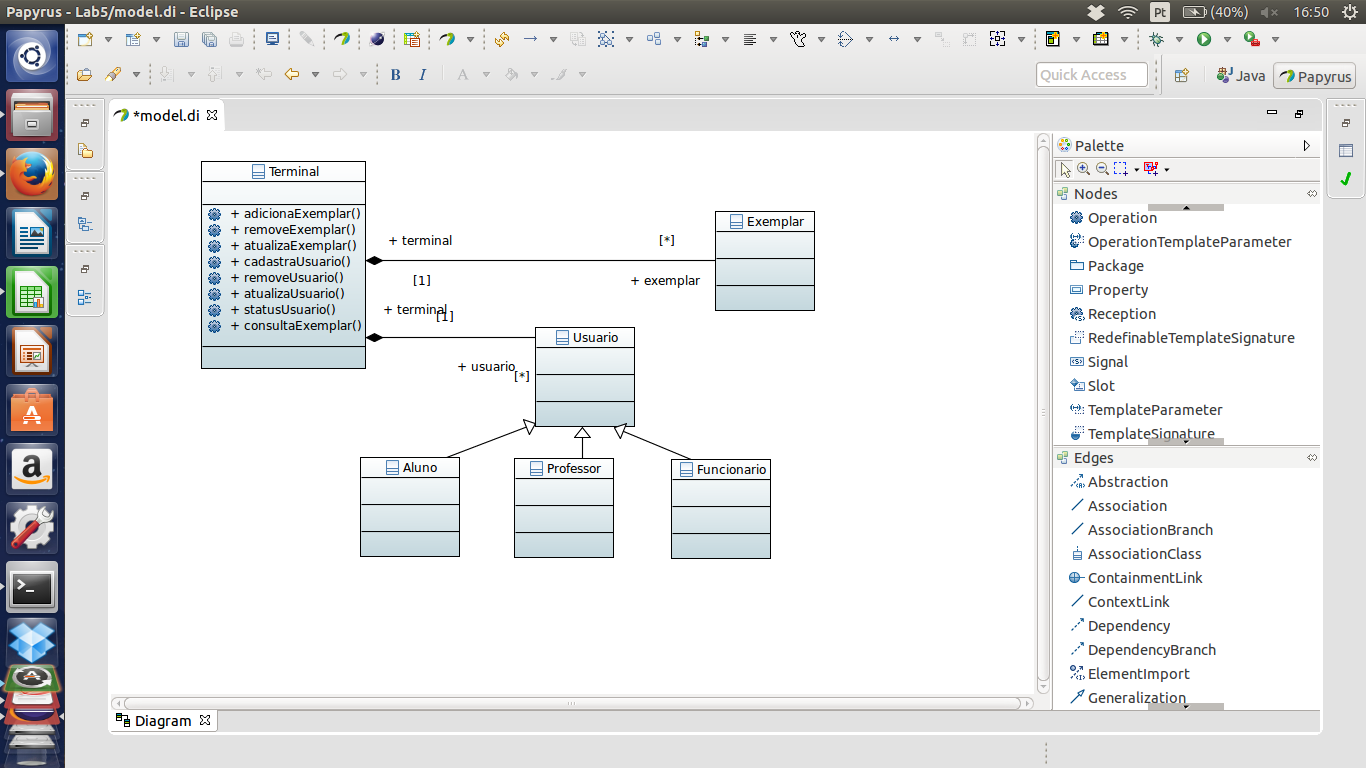 Papyrus - Lab5/model.di - Eclipse
Pt
(40%)
16:50
B I A
Quick Access
Java
Papyrus
*model.di
Terminal
+ adicionaExemplar()
+ removeExemplar()
+ atualizaExemplar()
+ cadastraUsuario()
+ removeUsuario()
+ atualizaUsuario()
+ statusUsuario()
+ consultaExemplar()
+ terminal
[*]
[1]
+ exemplar
Exemplar
+ terminal
[1]
+ usuario
[*]
Usuario
Aluno
Professor
Funcionario
Palette
Nodes
Operation
OperationTemplateParameter
Package
Property
Reception
RedefinableTemplateSignature
Signal
Slot
TemplateParameter
TemplateSignature
Edges
Abstraction
Association
AssociationBranch
AssociationClass
ContainmentLink
ContextLink
Dependency
DependencyBranch
ElementImport
Generalization
Diagram